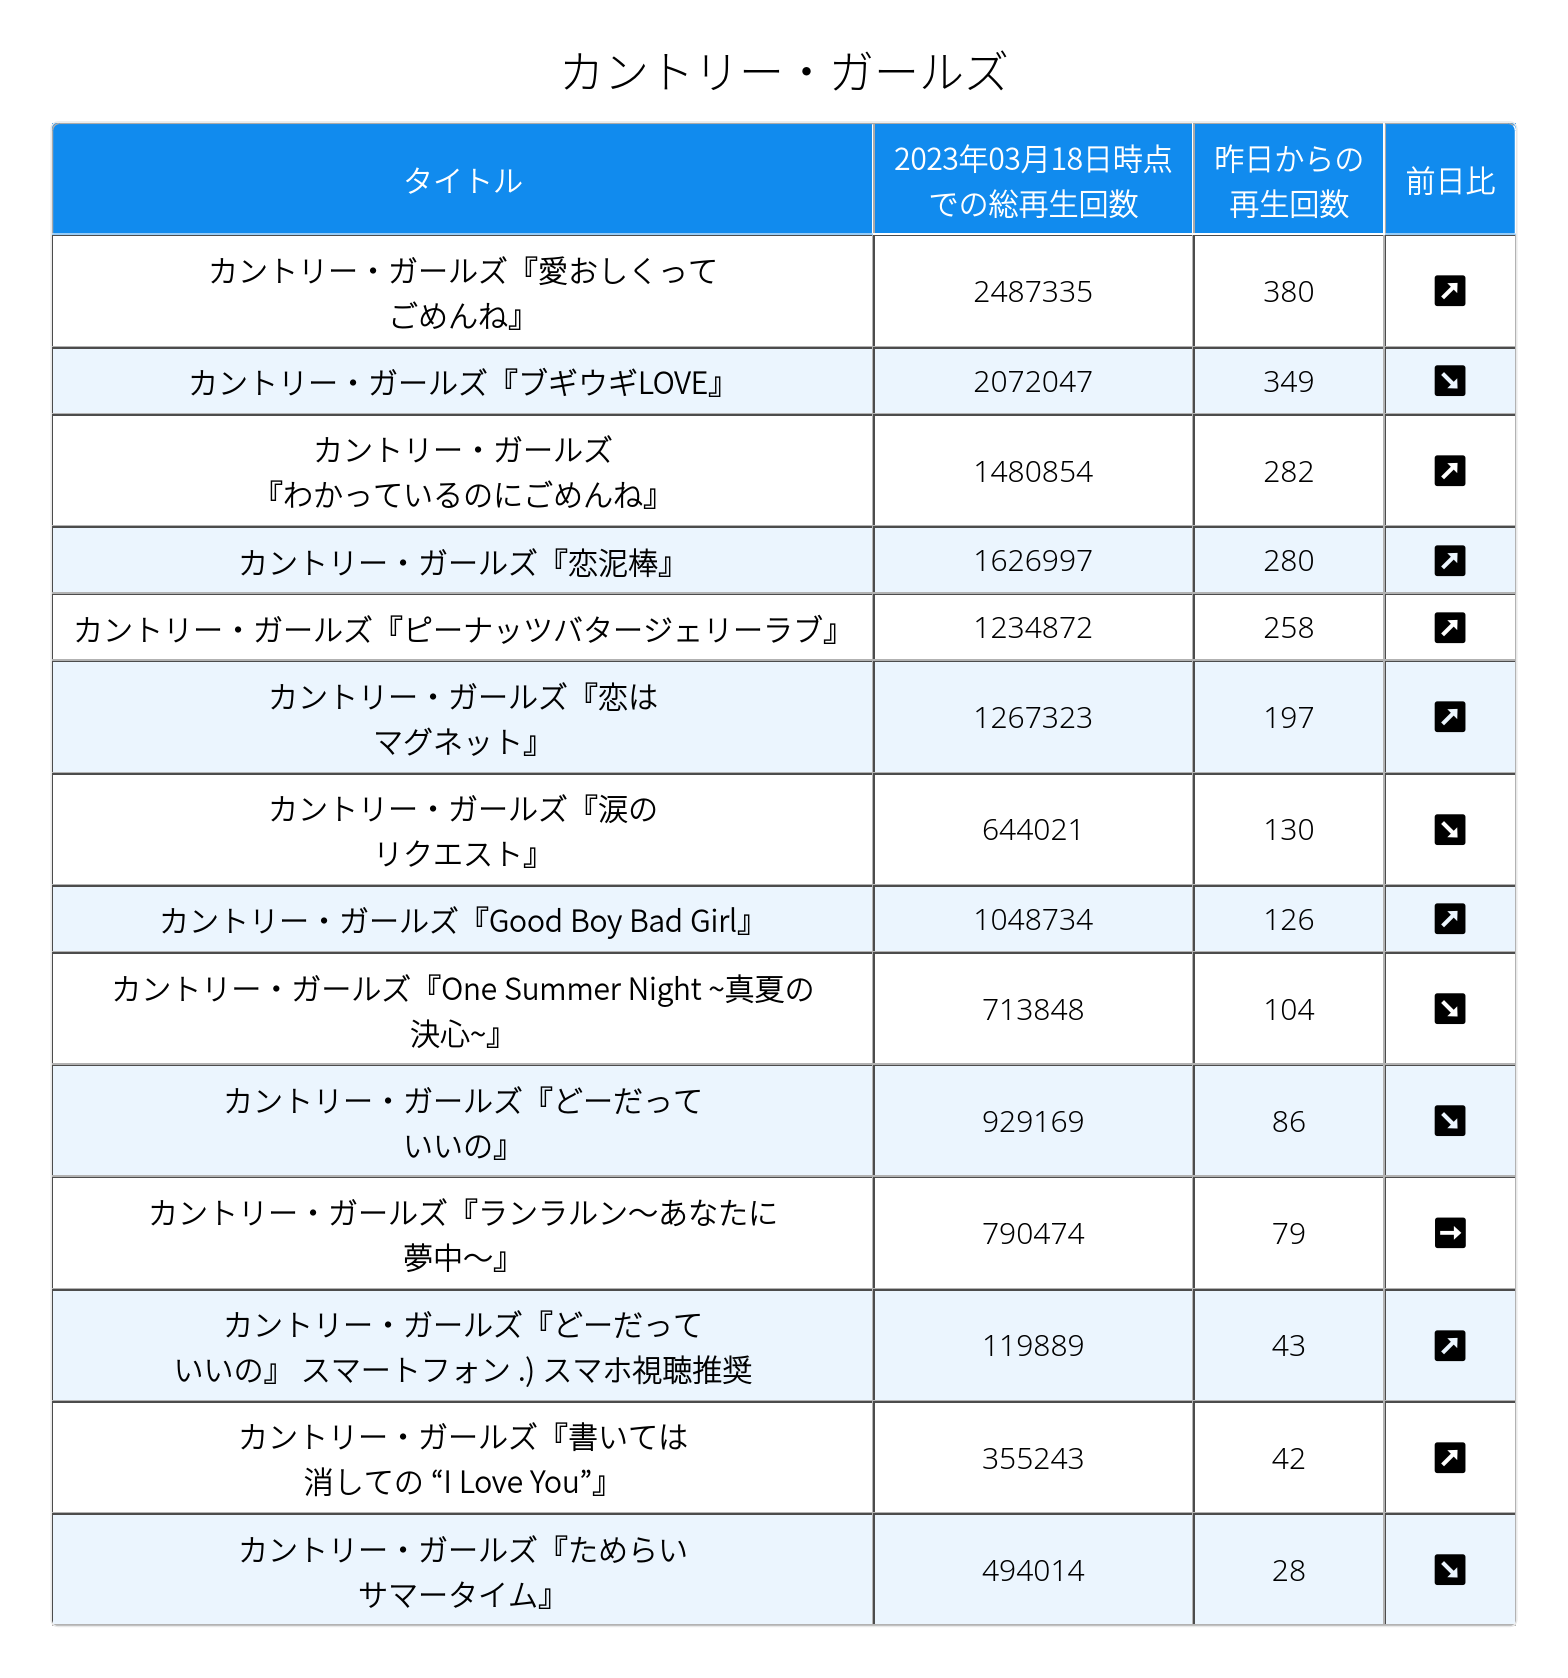 カントリー・ガールズ
タイトル
2023年03月18日時点
での総再生回数
昨日からの
再生回数
前日比
カントリー・ガールズ『愛おしくって
ごめんね』
2487335
380
カントリー・ガールズ『ブギウギLOVE』
2072047
349
カントリー・ガールズ
『わかっているのにごめんね』
1480854
282
カントリー・ガールズ『恋泥棒』
1626997
280
カントリー・ガールズ『ピーナッツバタージェリーラブ』
1234872
258
カントリー・ガールズ『恋は
マグネット』
1267323
197
カントリー・ガールズ『涙の
リクエスト』
644021
130
カントリー・ガールズ『Good Boy Bad Girl』
1048734
126
カントリー・ガールズ『One Summer Night ~真夏の
決心~』
713848
104
カントリー・ガールズ『どーだって
いいの』
929169
86
カントリー・ガールズ『ランラルン～あなたに
夢中～』
790474
79
カントリー・ガールズ『どーだって
いいの』 スマートフォン .) スマホ視聴推奨
119889
43
カントリー・ガールズ『書いては
消しての “I Love You”』
355243
42
カントリー・ガールズ『ためらい
サマータイム』
494014
28